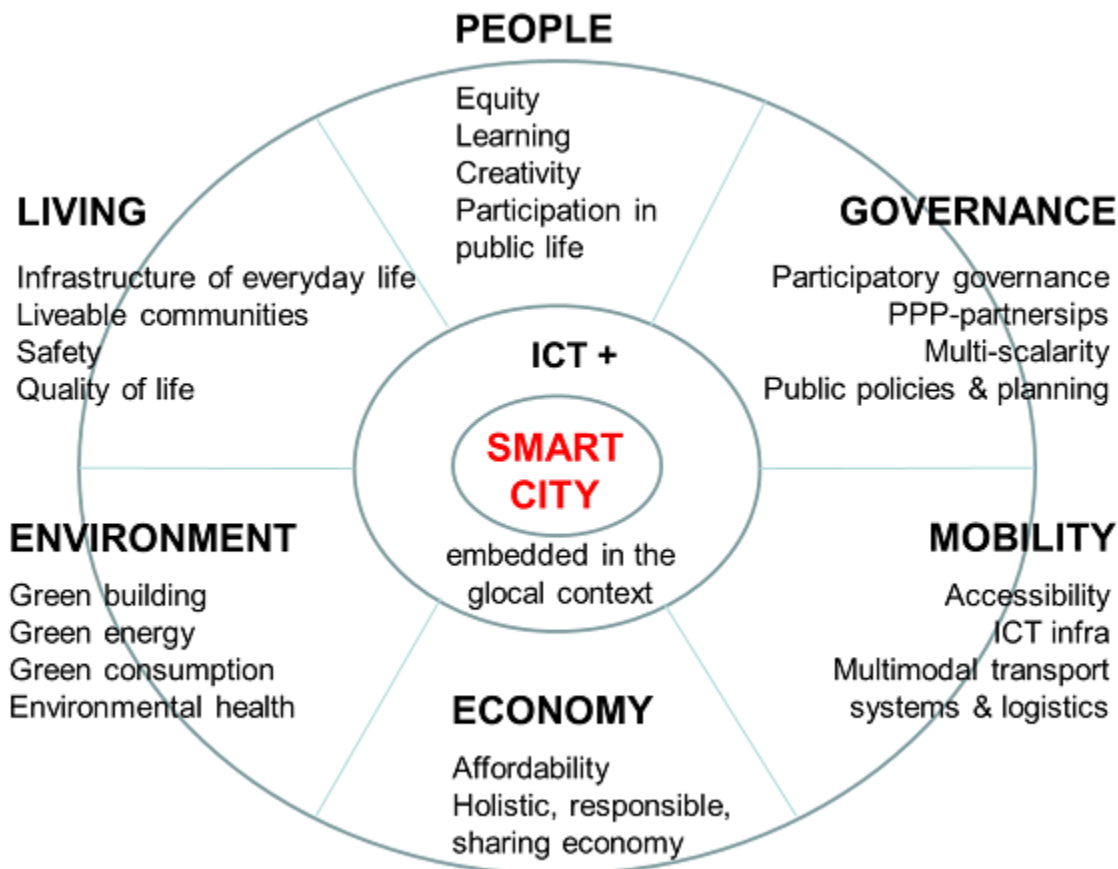 PEOPLE
Equity
Learning
Creativity
Participation in
public life
LIVING
Infrastructure of everyday life
Liveable communities
Safety
Quality of life
GOVERNANCE
Participatory governance
PPP-partnersips
Multi-scalarity
Public policies & planning
ICT +
SMART
CITY
embedded in the
glocal context
ENVIRONMENT
Green building
Green energy
Green consumption
Environmental health
MOBILITY
Accessibility
ICT infra
Multimodal transport
systems & logistics
ECONOMY
Affordability
Holistic, responsible,
sharing economy